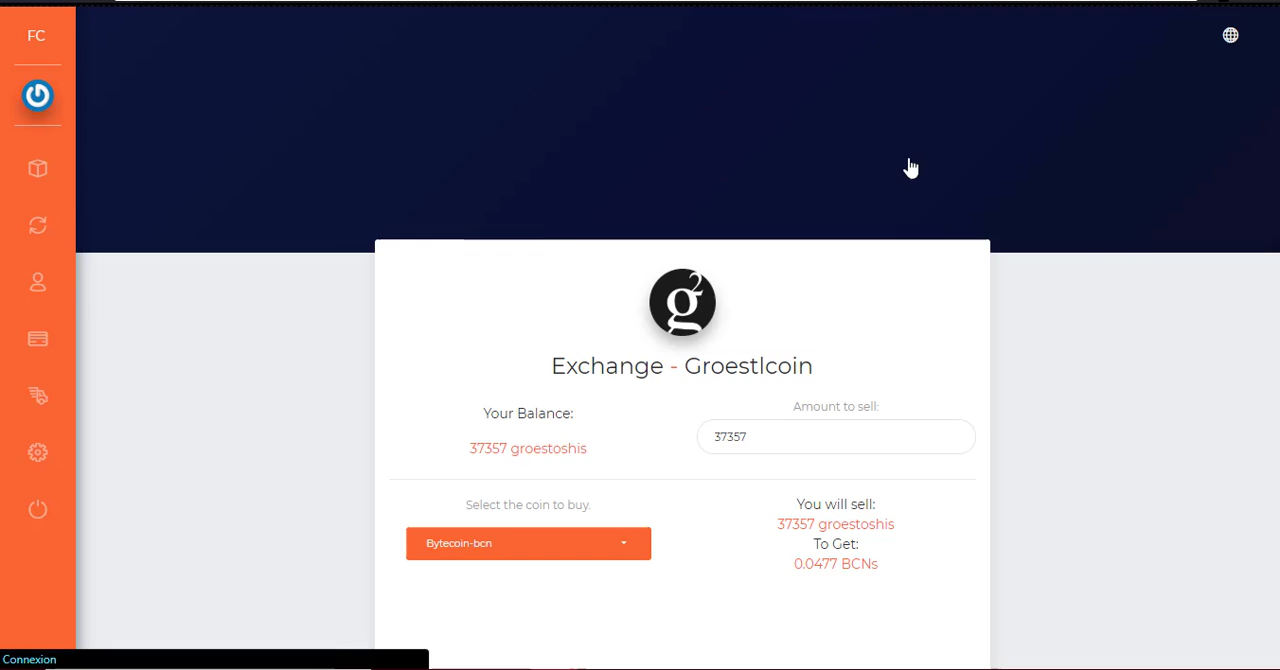 FC
g2
Exchange - Groestlcoin
Your Balance:
37357 groestoshis
Amount to sell:
37357
Select the coin to buy.
Bytecoin-bcn
You will sell:
37357 groestoshis
To Get:
0.0477 BCNs
Connexion